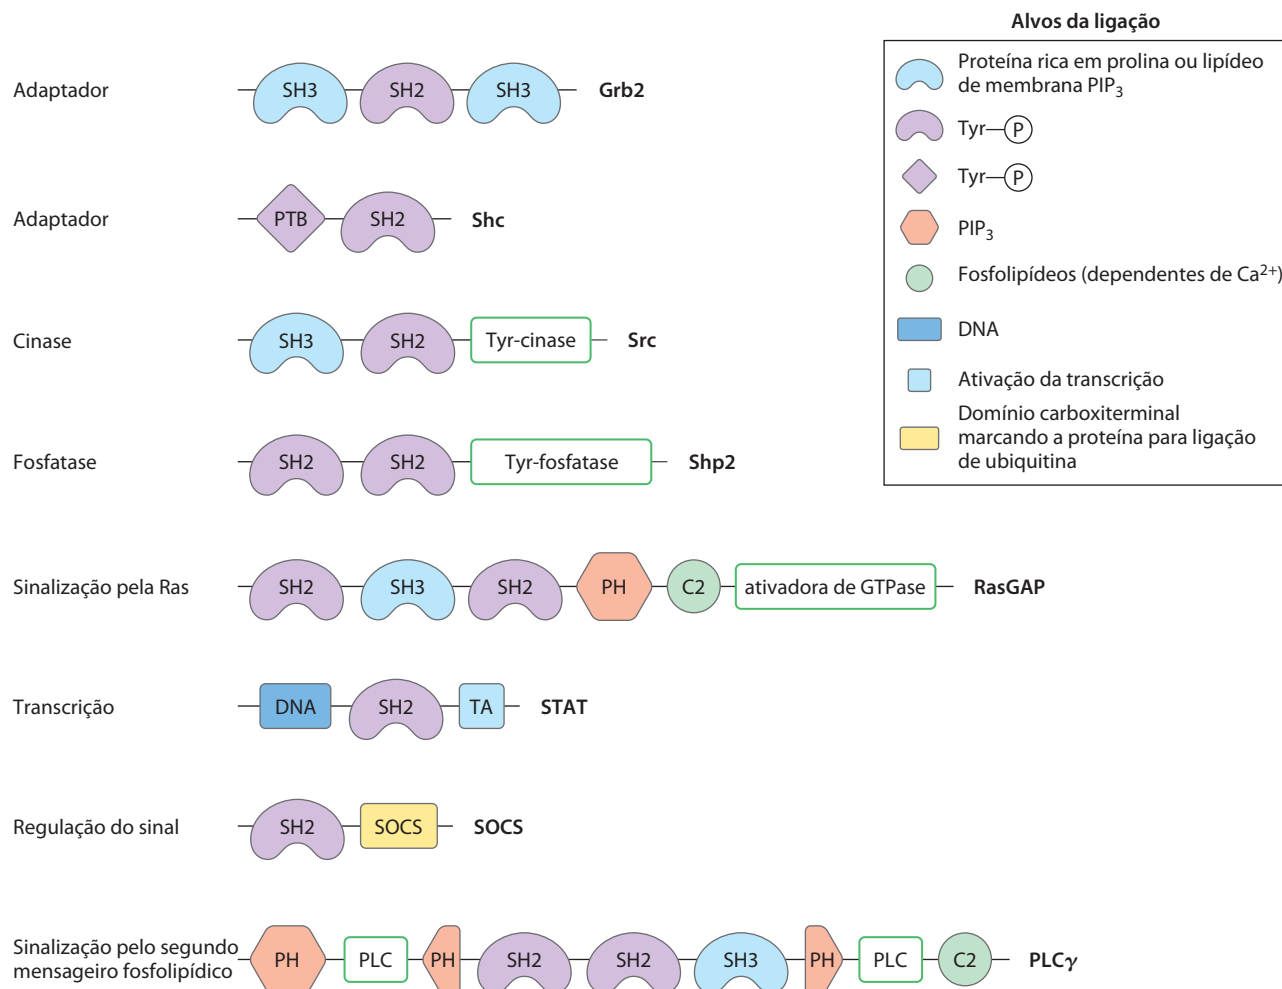 Alvos da ligação
Proteína rica em prolina ou lipídeo
de membrana PIP₃
Tyr—P
Tyr—P
PIP₃
Fosfolipídeos (dependentes de Ca²⁺)
DNA
Ativação da transcrição
Domínio carboxiterminal
marcando a proteína para ligação
de ubiquitina
Adaptador SH3 SH2 SH3 Grb2
Adaptador PTB SH2 Shc
Cinase SH3 SH2 Tyr-cinase Src
Fosfatase SH2 SH2 Tyr-fosfatase Shp2
Sinalização pela Ras SH2 SH3 SH2 PH C2 ativadora de GTPase RasGAP
Transcrição DNA SH2 TA STAT
Regulação do sinal SH2 SOCS SOCS
Sinalização pelo segundo
mensageiro fosfolipídico
PH PLC PH SH2 SH2 SH3 PH PLC C2 PLCγ